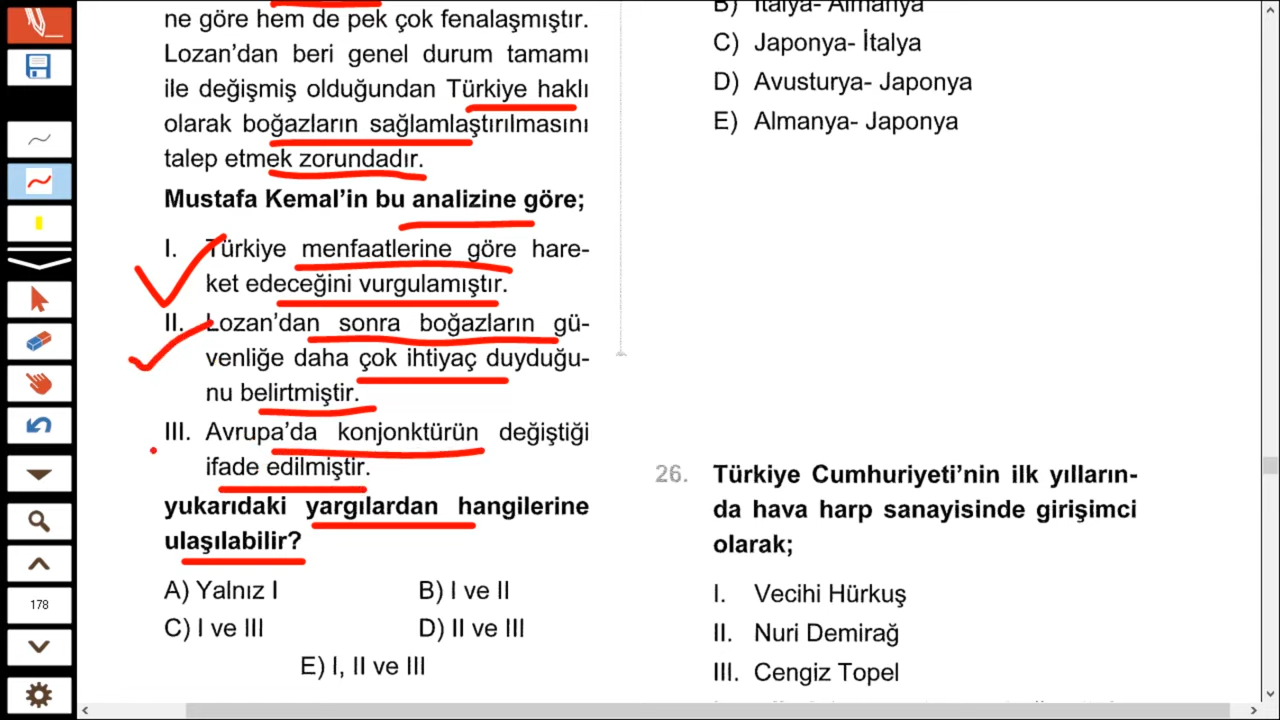 ne göre hem de pek çok fenalaşmıştır.
Lozan’dan beri genel durum tamamı
ile değişmiş olduğundan Türkiye haklı
olarak boğazların sağlamlaştırılmasını
talep etmek zorundadır.
Mustafa Kemal’in bu analizine göre;
I. Türkiye menfaatlerine göre hare-
ket edeceğini vurgulamıştır.
II. Lozan’dan sonra boğazların gü-
venliğe daha çok ihtiyaç duyduğu-
nu belirtmiştir.
III. Avrupa’da konjonktürün değiştiği
ifade edilmiştir.
yukarıdaki yargılardan hangilerine
ulaşılabilir?
A) Yalnız I B) I ve II
C) I ve III D) II ve III
E) I, II ve III
B) İtalya- Almanya
C) Japonya- İtalya
D) Avusturya- Japonya
E) Almanya- Japonya
26. Türkiye Cumhuriyeti’nin ilk yılların-
da hava harp sanayisinde girişimci
olarak;
I. Vecihi Hürkuş
II. Nuri Demirağ
III. Cengiz Topel
178